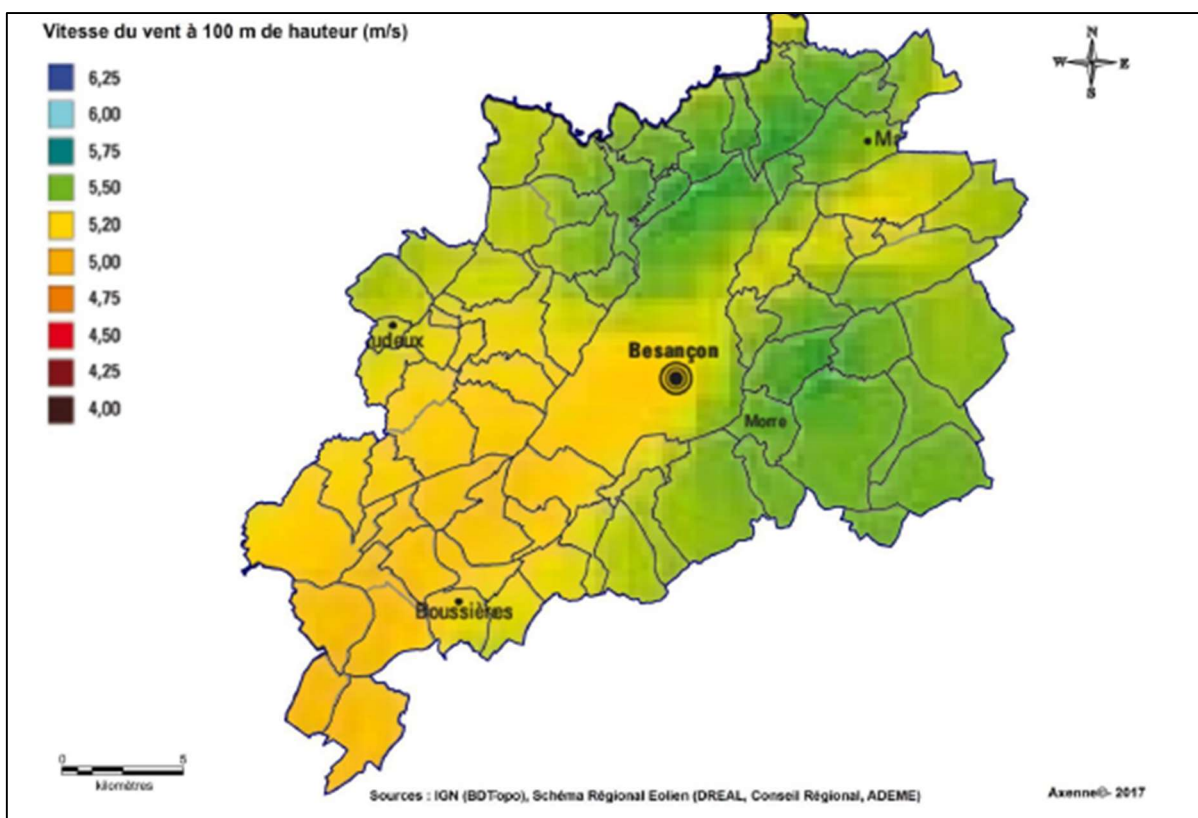 Vitesse du vent à 100 m de hauteur (m/s)
6,25
6,00
5,75
5,50
5,20
5,00
4,75
4,50
4,25
4,00
N
W E
S
Ma
udeux
Besançon
Morre
Boussières
0 5
kilomètres
Sources : IGN (BDTopo), Schéma Régional Eolien (DREAL, Conseil Régional, ADEME)
Axenne©- 2017